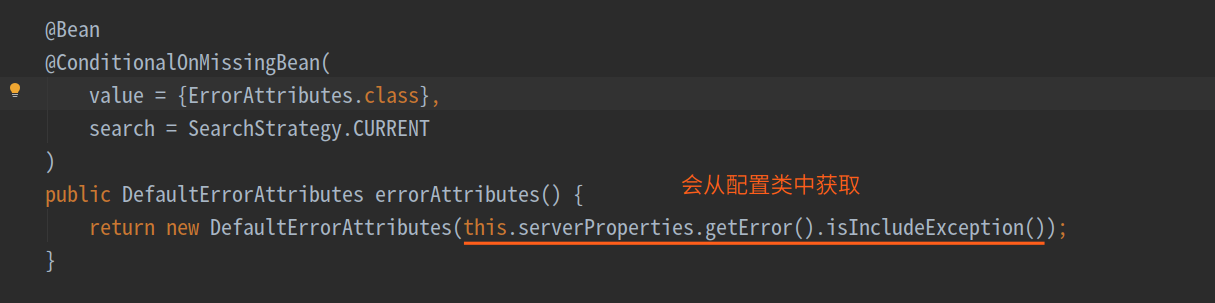 @Bean
@ConditionalOnMissingBean(
    value = {ErrorAttributes.class},
    search = SearchStrategy.CURRENT
)
会从配置类中获取
public DefaultErrorAttributes errorAttributes() {
    return new DefaultErrorAttributes(this.serverProperties.getError().isIncludeException());
}